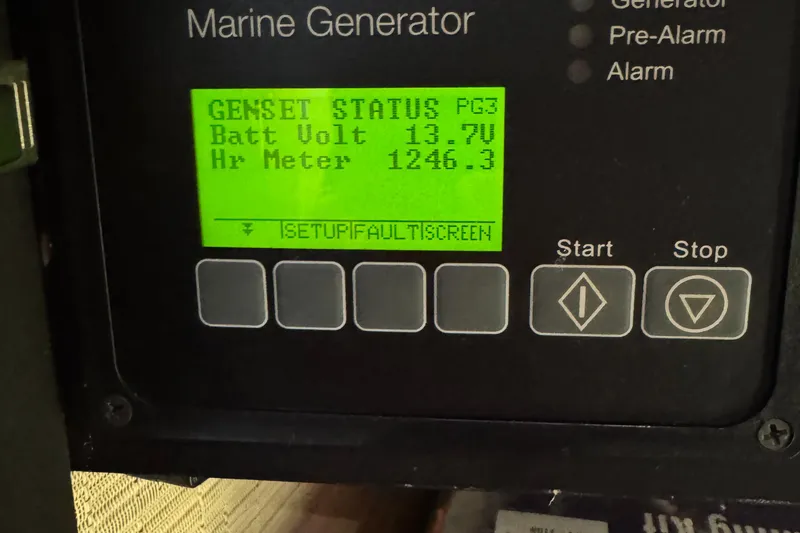 Marine Generator
Generator
Pre-Alarm
Alarm
GENSET STATUS PG3
Batt Volt 13.7V
Hr Meter 1246.3
SETUP FAULT SCREEN
Start
Stop